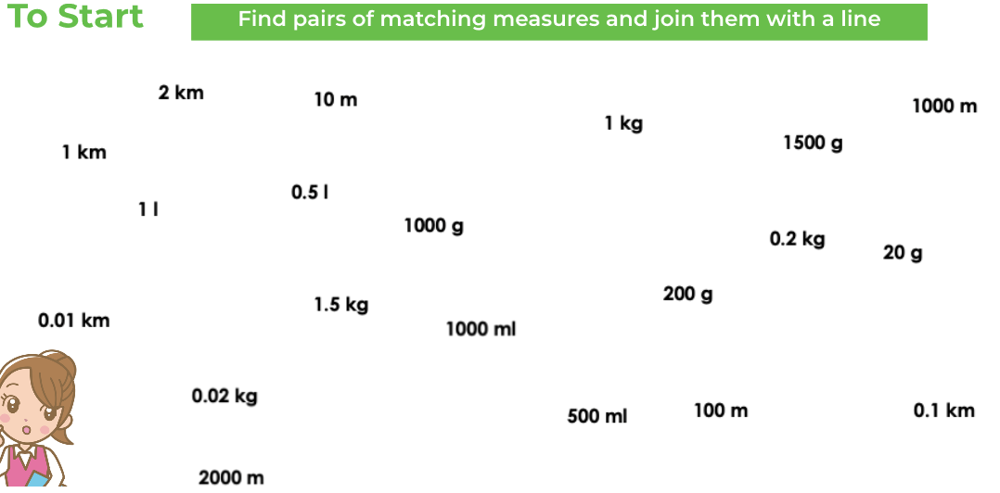 To Start
Find pairs of matching measures and join them with a line
2 km
10 m
1000 m
1 kg
1500 g
1 km
0.5 l
1 l
1000 g
0.2 kg
20 g
200 g
1.5 kg
0.01 km
1000 ml
0.02 kg
500 ml
100 m
0.1 km
2000 m